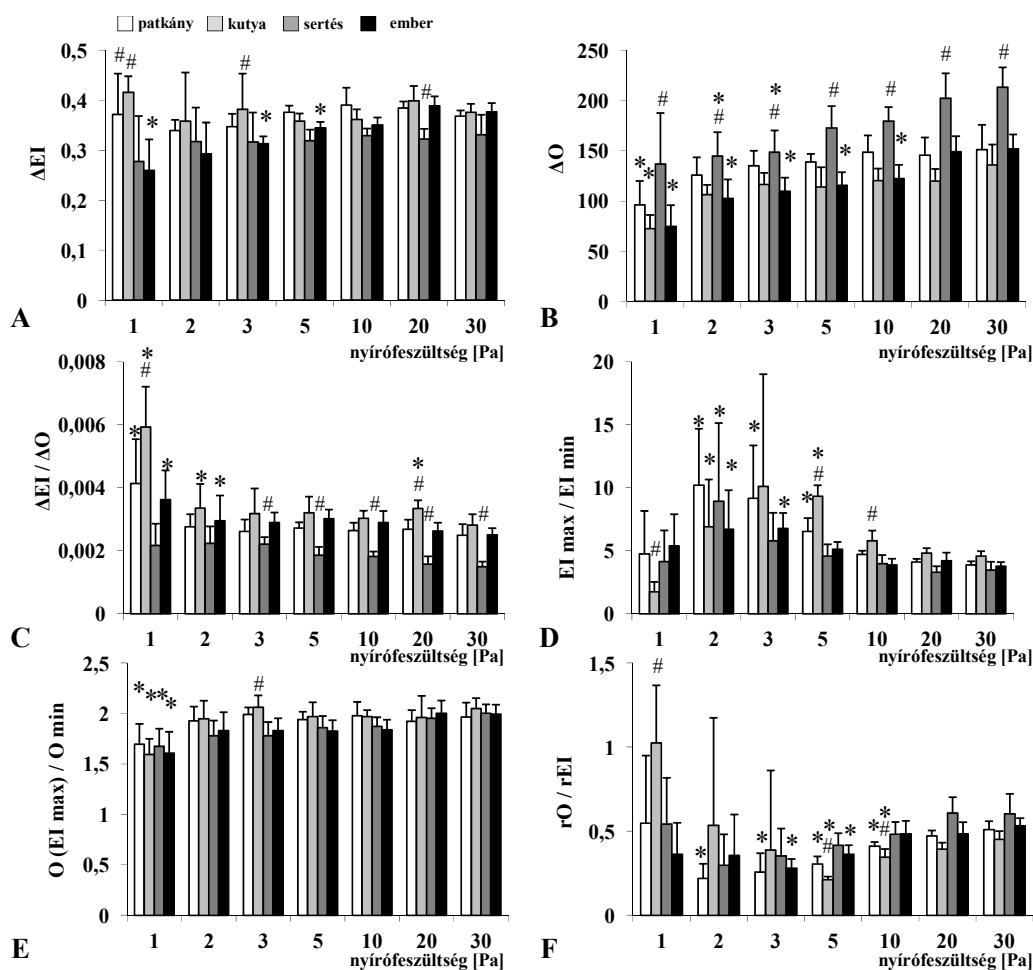 patkány kutya sertés ember
ΔEI
0,5
0,4
0,3
0,2
0,1
0
# # * # * * #
A
1 2 3 5 10 20 30
nyírófeszültség [Pa]
ΔO
250
200
150
100
50
0
* * # * * # * * # * # * # * # #
B
1 2 3 5 10 20 30
nyírófeszültség [Pa]
ΔEI / ΔO
0,008
0,006
0,004
0,002
0
* * # * * * # # # * # # #
C
1 2 3 5 10 20 30
nyírófeszültség [Pa]
EI max / EI min
20
15
10
5
0
# * * * * * * * * # #
D
1 2 3 5 10 20 30
nyírófeszültség [Pa]
O (EI max) / O min
2,5
2
1,5
1
0,5
0
* * * * #
E
1 2 3 5 10 20 30
nyírófeszültség [Pa]
rO / rEI
1,5
1
0,5
0
# * * * * * # * * * #
F
1 2 3 5 10 20 30
nyírófeszültség [Pa]